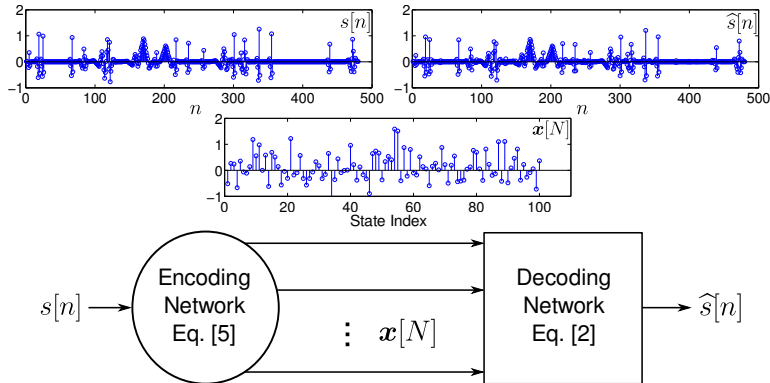 s[n]
2
1
0
−1
0
100
200
300
400
500
n
ŝ[n]
2
1
0
−1
0
100
200
300
400
500
n
x[N]
2
1
0
−1
0
20
40
60
80
100
State Index
s[n]
Encoding
Network
Eq. [5]
⋮ x[N]
Decoding
Network
Eq. [2]
ŝ[n]